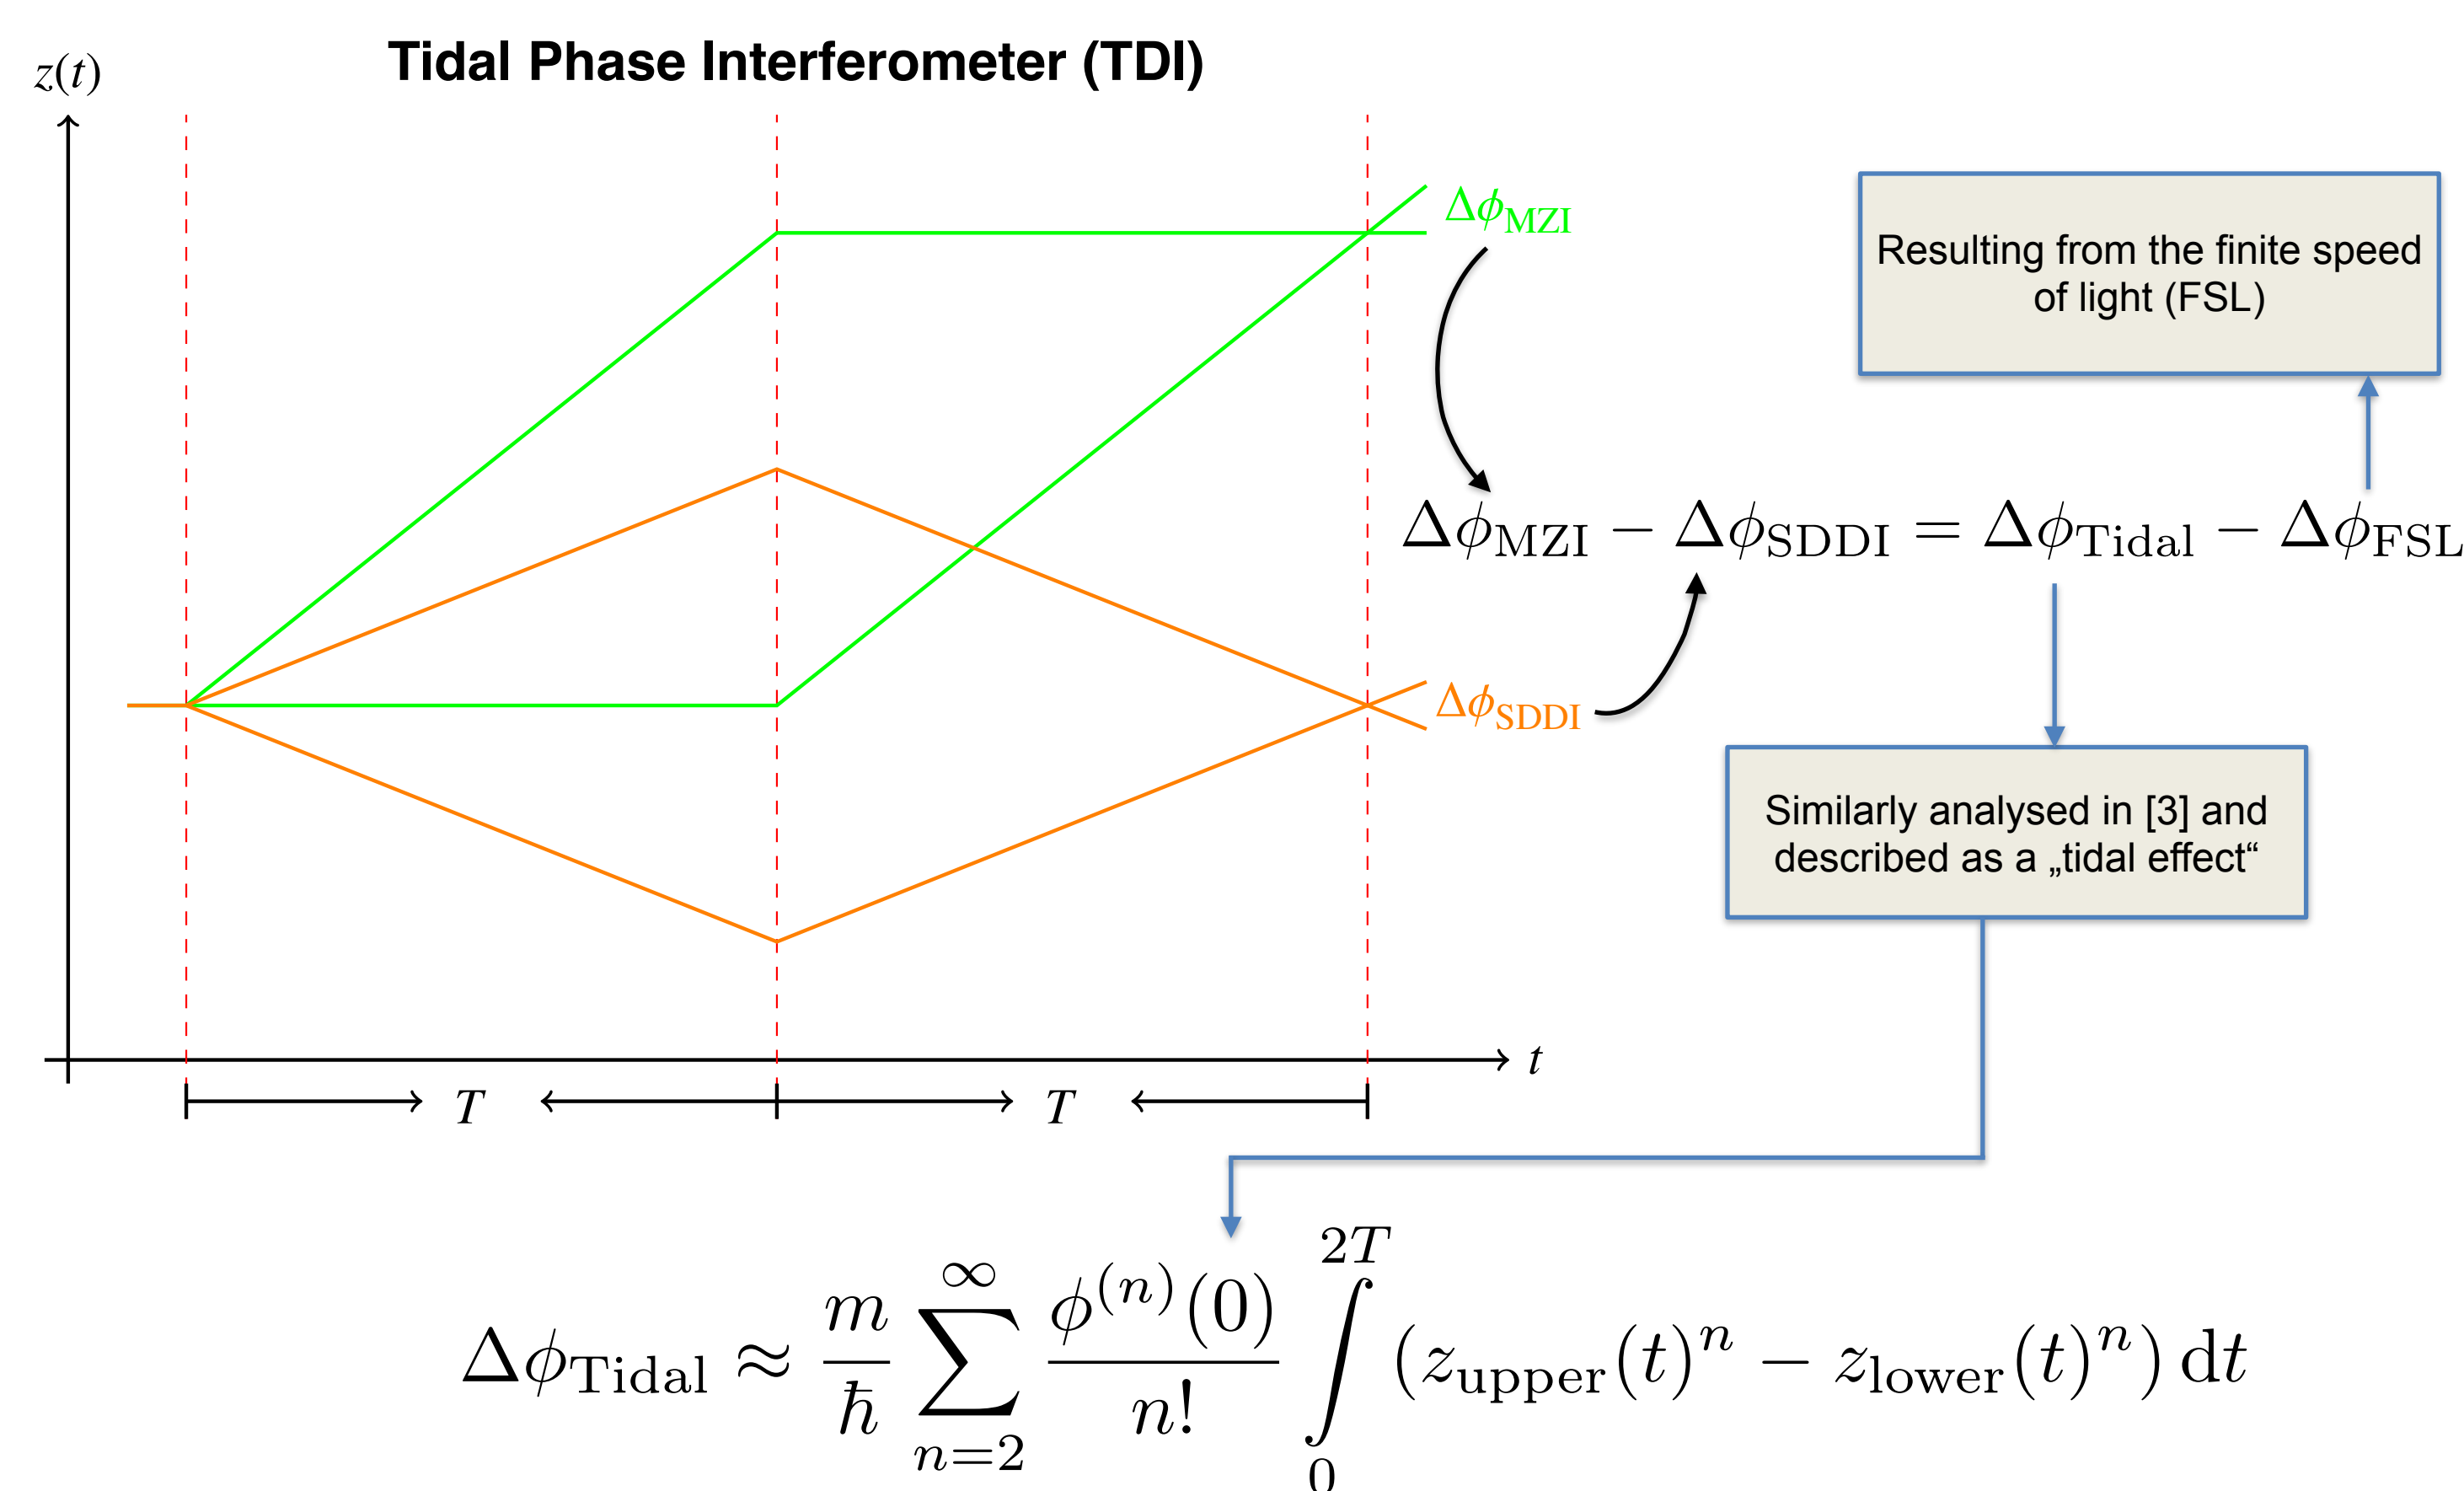 Tidal Phase Interferometer (TDI)
z(t)
Δϕ_MZI
Resulting from the finite speed
of light (FSL)
Δϕ_MZI − Δϕ_SDDI = Δϕ_Tidal − Δϕ_FSL
Δϕ_SDDI
Similarly analysed in [3] and
described as a „tidal effect“
t
T
T
Δϕ_Tidal ≈ m/ℏ ∑_{n=2}^{∞} ϕ^{(n)}(0)/n! ∫_0^{2T} (z_upper(t)^n − z_lower(t)^n) dt